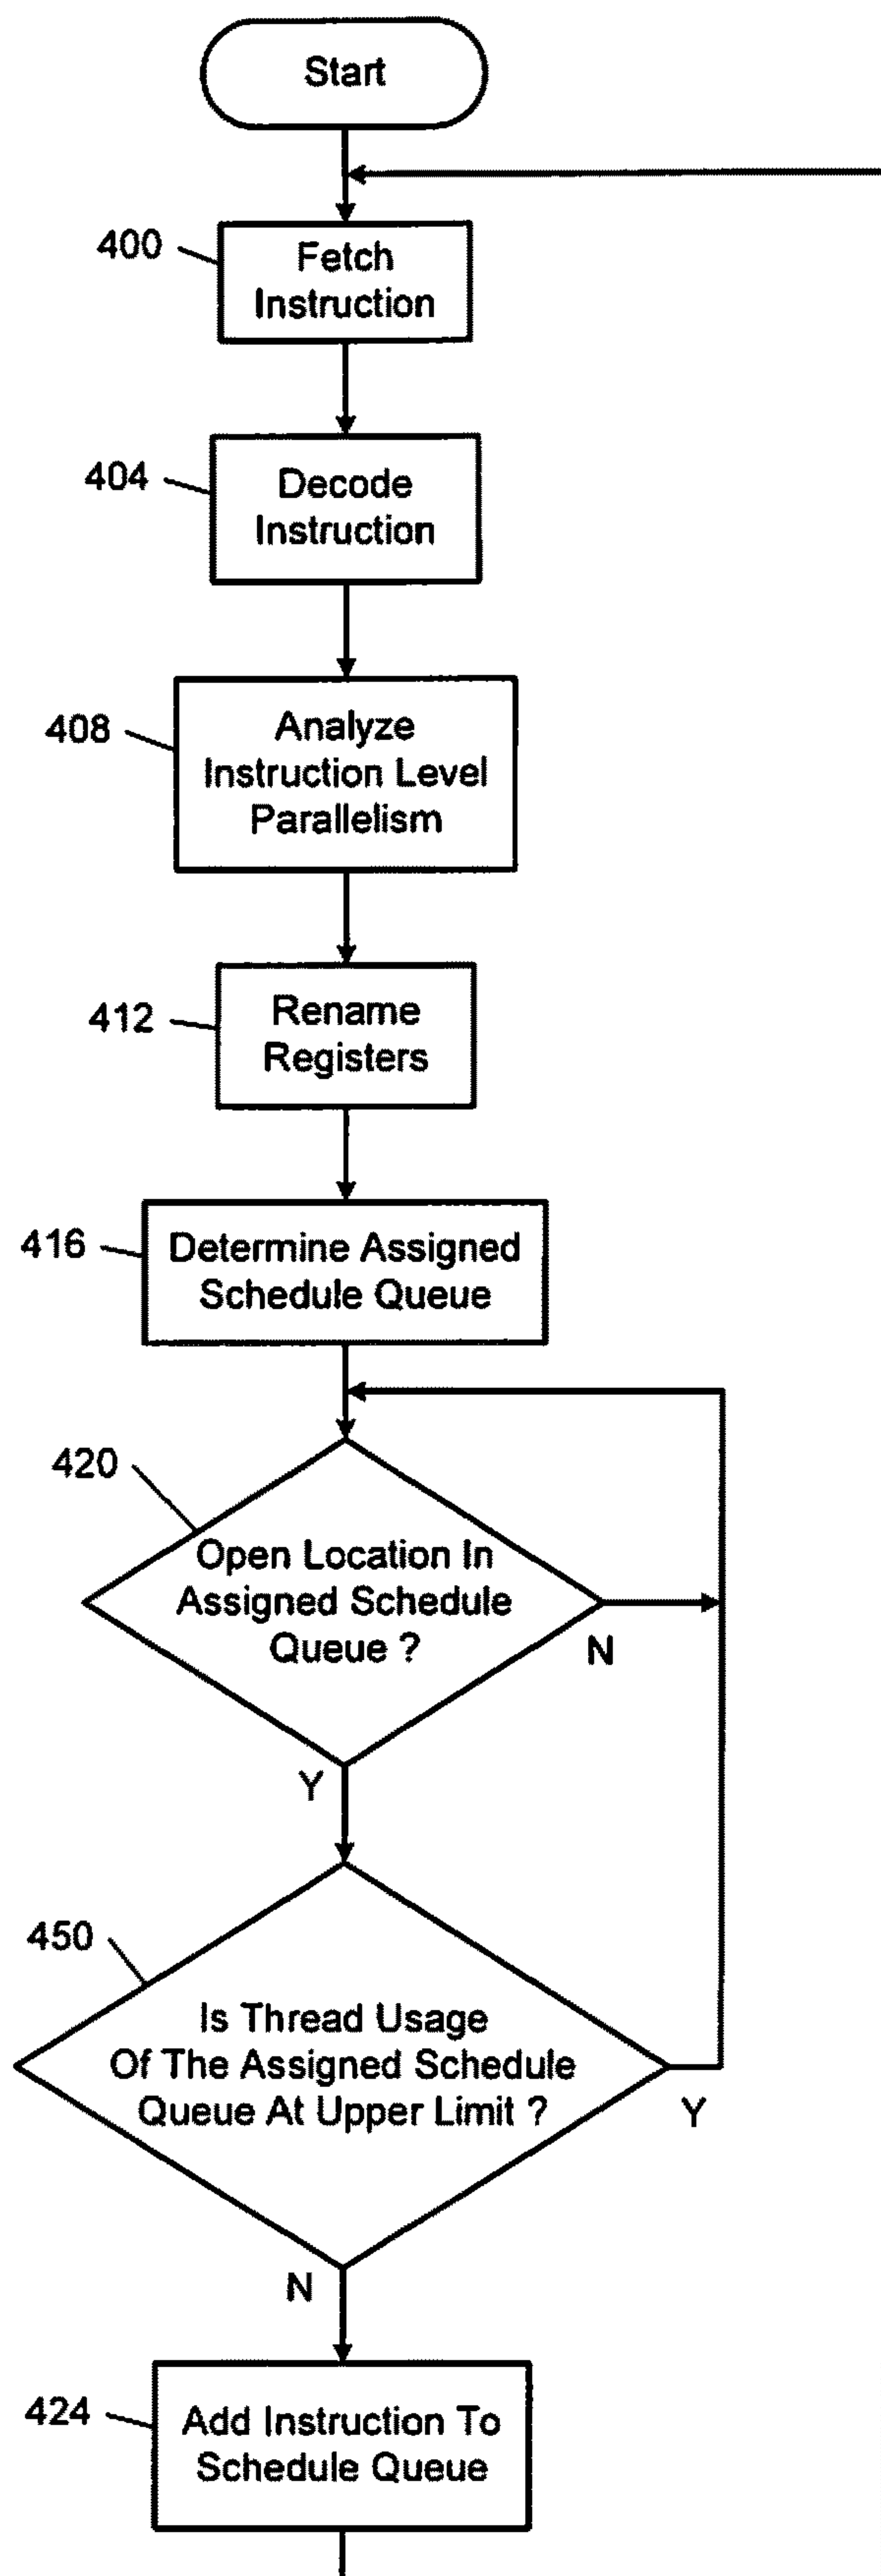 Start
400
Fetch
Instruction
404
Decode
Instruction
408
Analyze
Instruction Level
Parallelism
412
Rename
Registers
416
Determine Assigned
Schedule Queue
420
Open Location In
Assigned Schedule
Queue ?
N
Y
450
Is Thread Usage
Of The Assigned Schedule
Queue At Upper Limit ?
Y
N
424
Add Instruction To
Schedule Queue